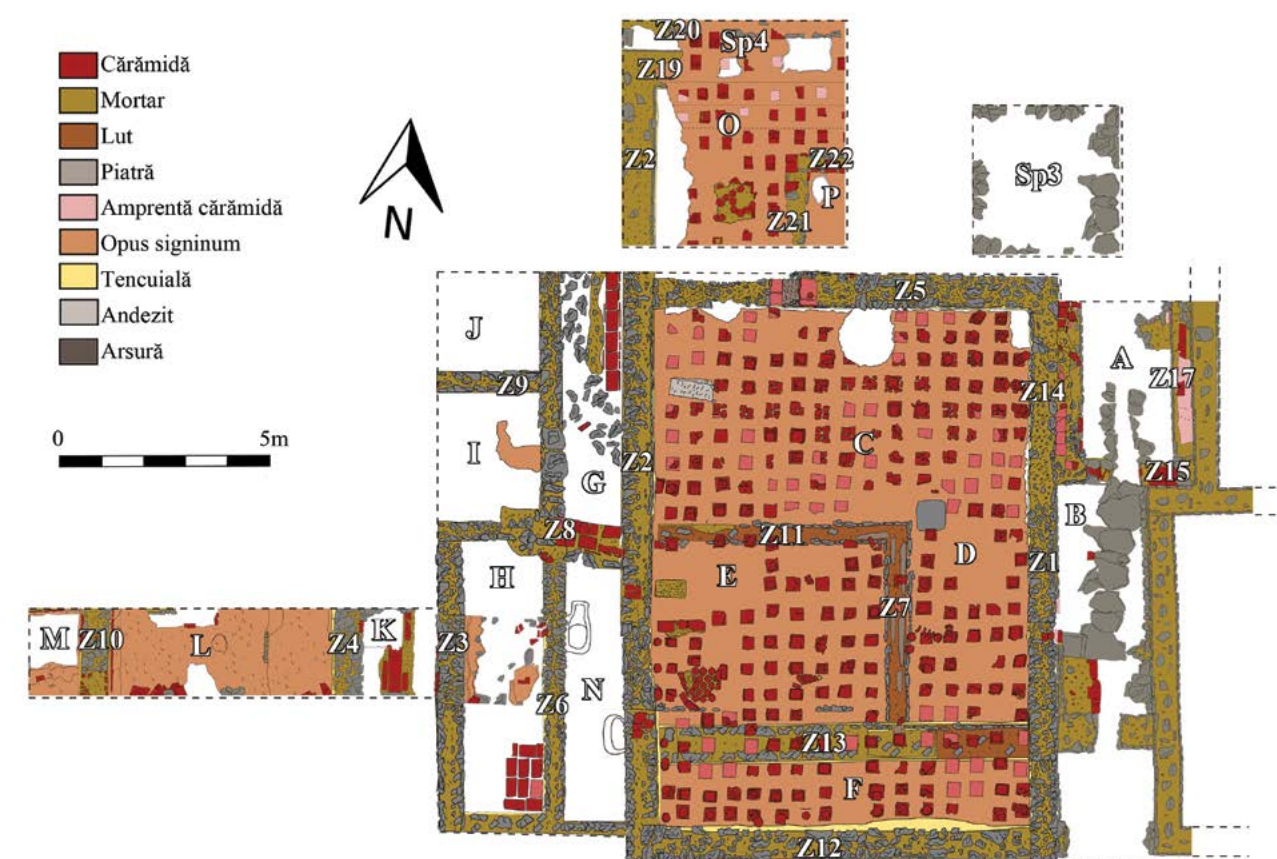 Cărămidă
Mortar
Lut
Piatră
Amprentă cărămidă
Opus signinum
Tencuială
Andezit
Arsură
N
0 5m
Z20
Sp4
Z19
O
Z2
Z22
P
Z21
Sp3
J
Z5
A
Z9
Z14
Z17
I
C
G
Z2
Z15
B
Z8
Z11
D
E
Z1
H
Z7
M
Z10
L
Z4
K
Z3
N
Z6
Z13
F
Z12